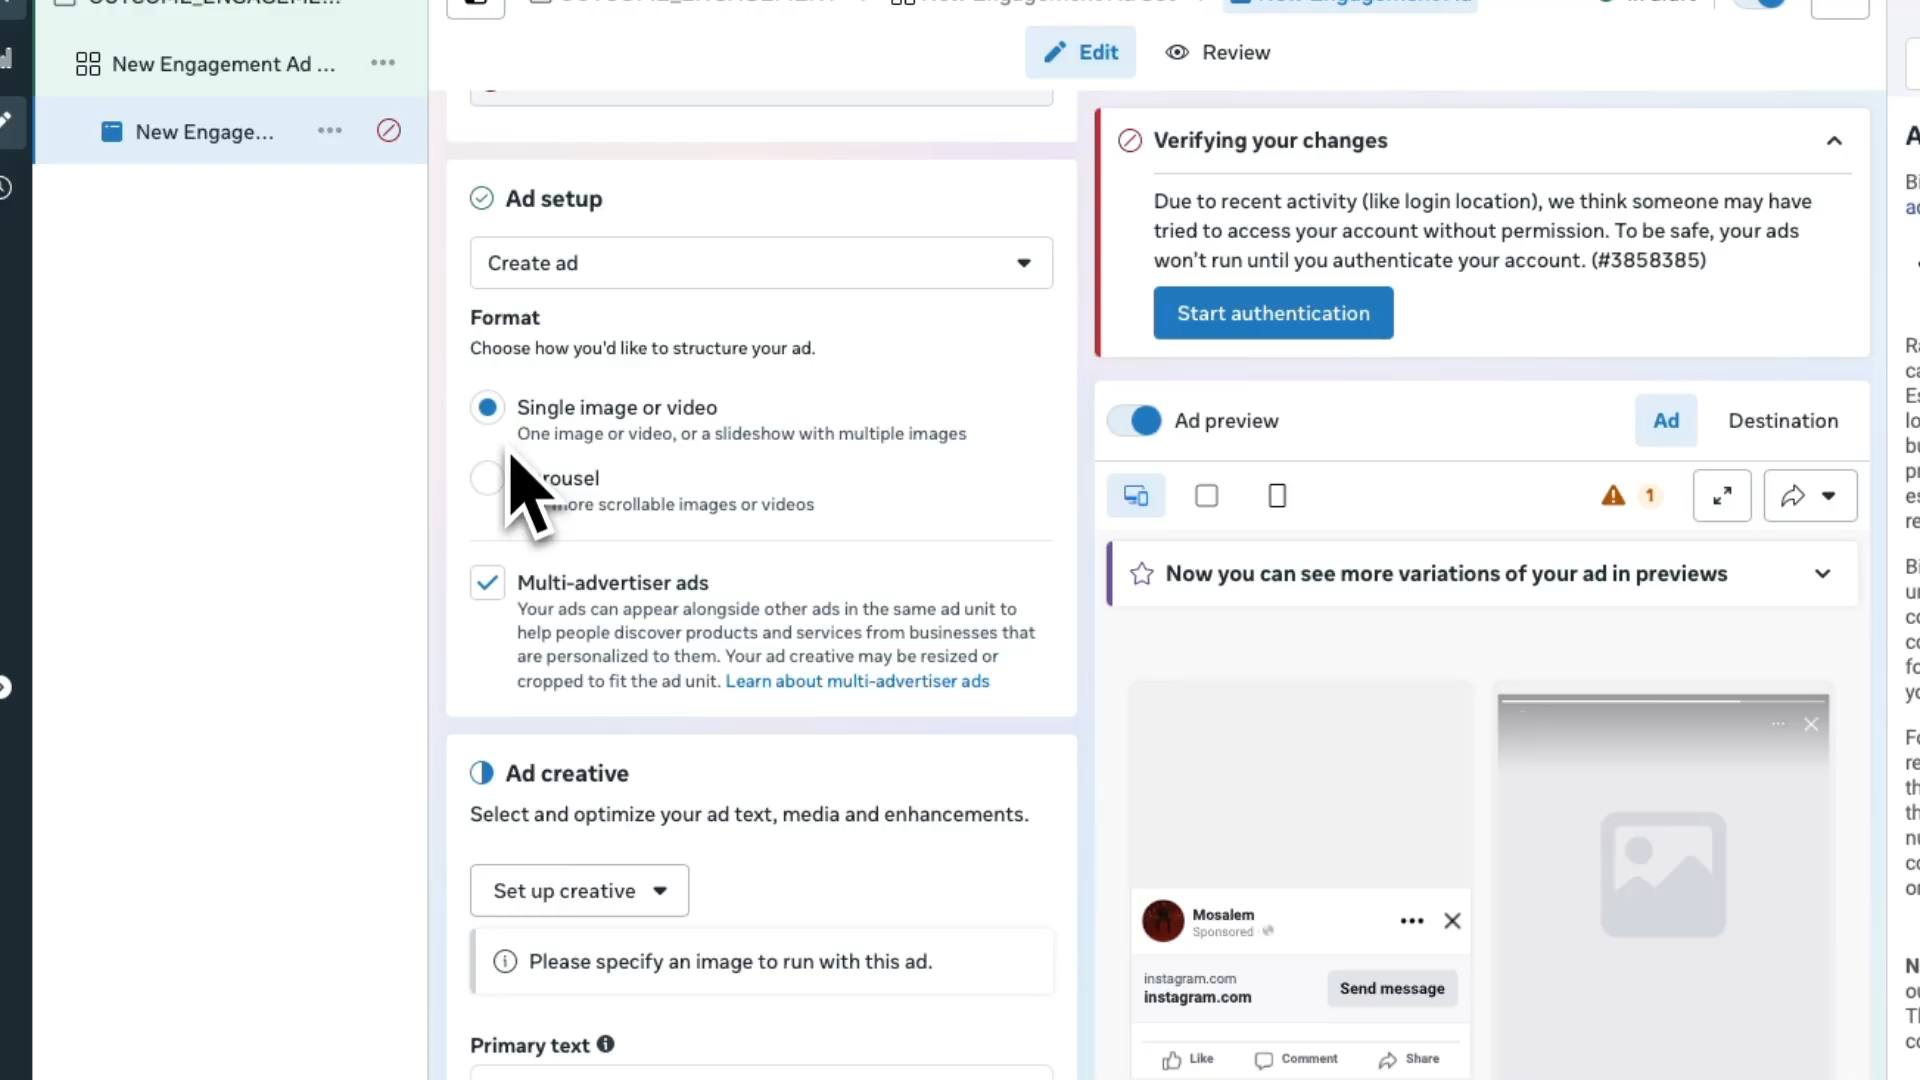 New Engagement Ad ...
New Engage...
Edit
Review
Ad setup
Create ad
Format
Choose how you'd like to structure your ad.
Single image or video
One image or video, or a slideshow with multiple images
rousel
more scrollable images or videos
Multi-advertiser ads
Your ads can appear alongside other ads in the same ad unit to
help people discover products and services from businesses that
are personalized to them. Your ad creative may be resized or
cropped to fit the ad unit. Learn about multi-advertiser ads
Ad creative
Select and optimize your ad text, media and enhancements.
Set up creative
Please specify an image to run with this ad.
Primary text
Verifying your changes
Due to recent activity (like login location), we think someone may have
tried to access your account without permission. To be safe, your ads
won't run until you authenticate your account. (#3858385)
Start authentication
Ad preview
Ad
Destination
1
Now you can see more variations of your ad in previews
Mosalem
Sponsored ·
instagram.com
instagram.com
Send message
Like
Comment
Share